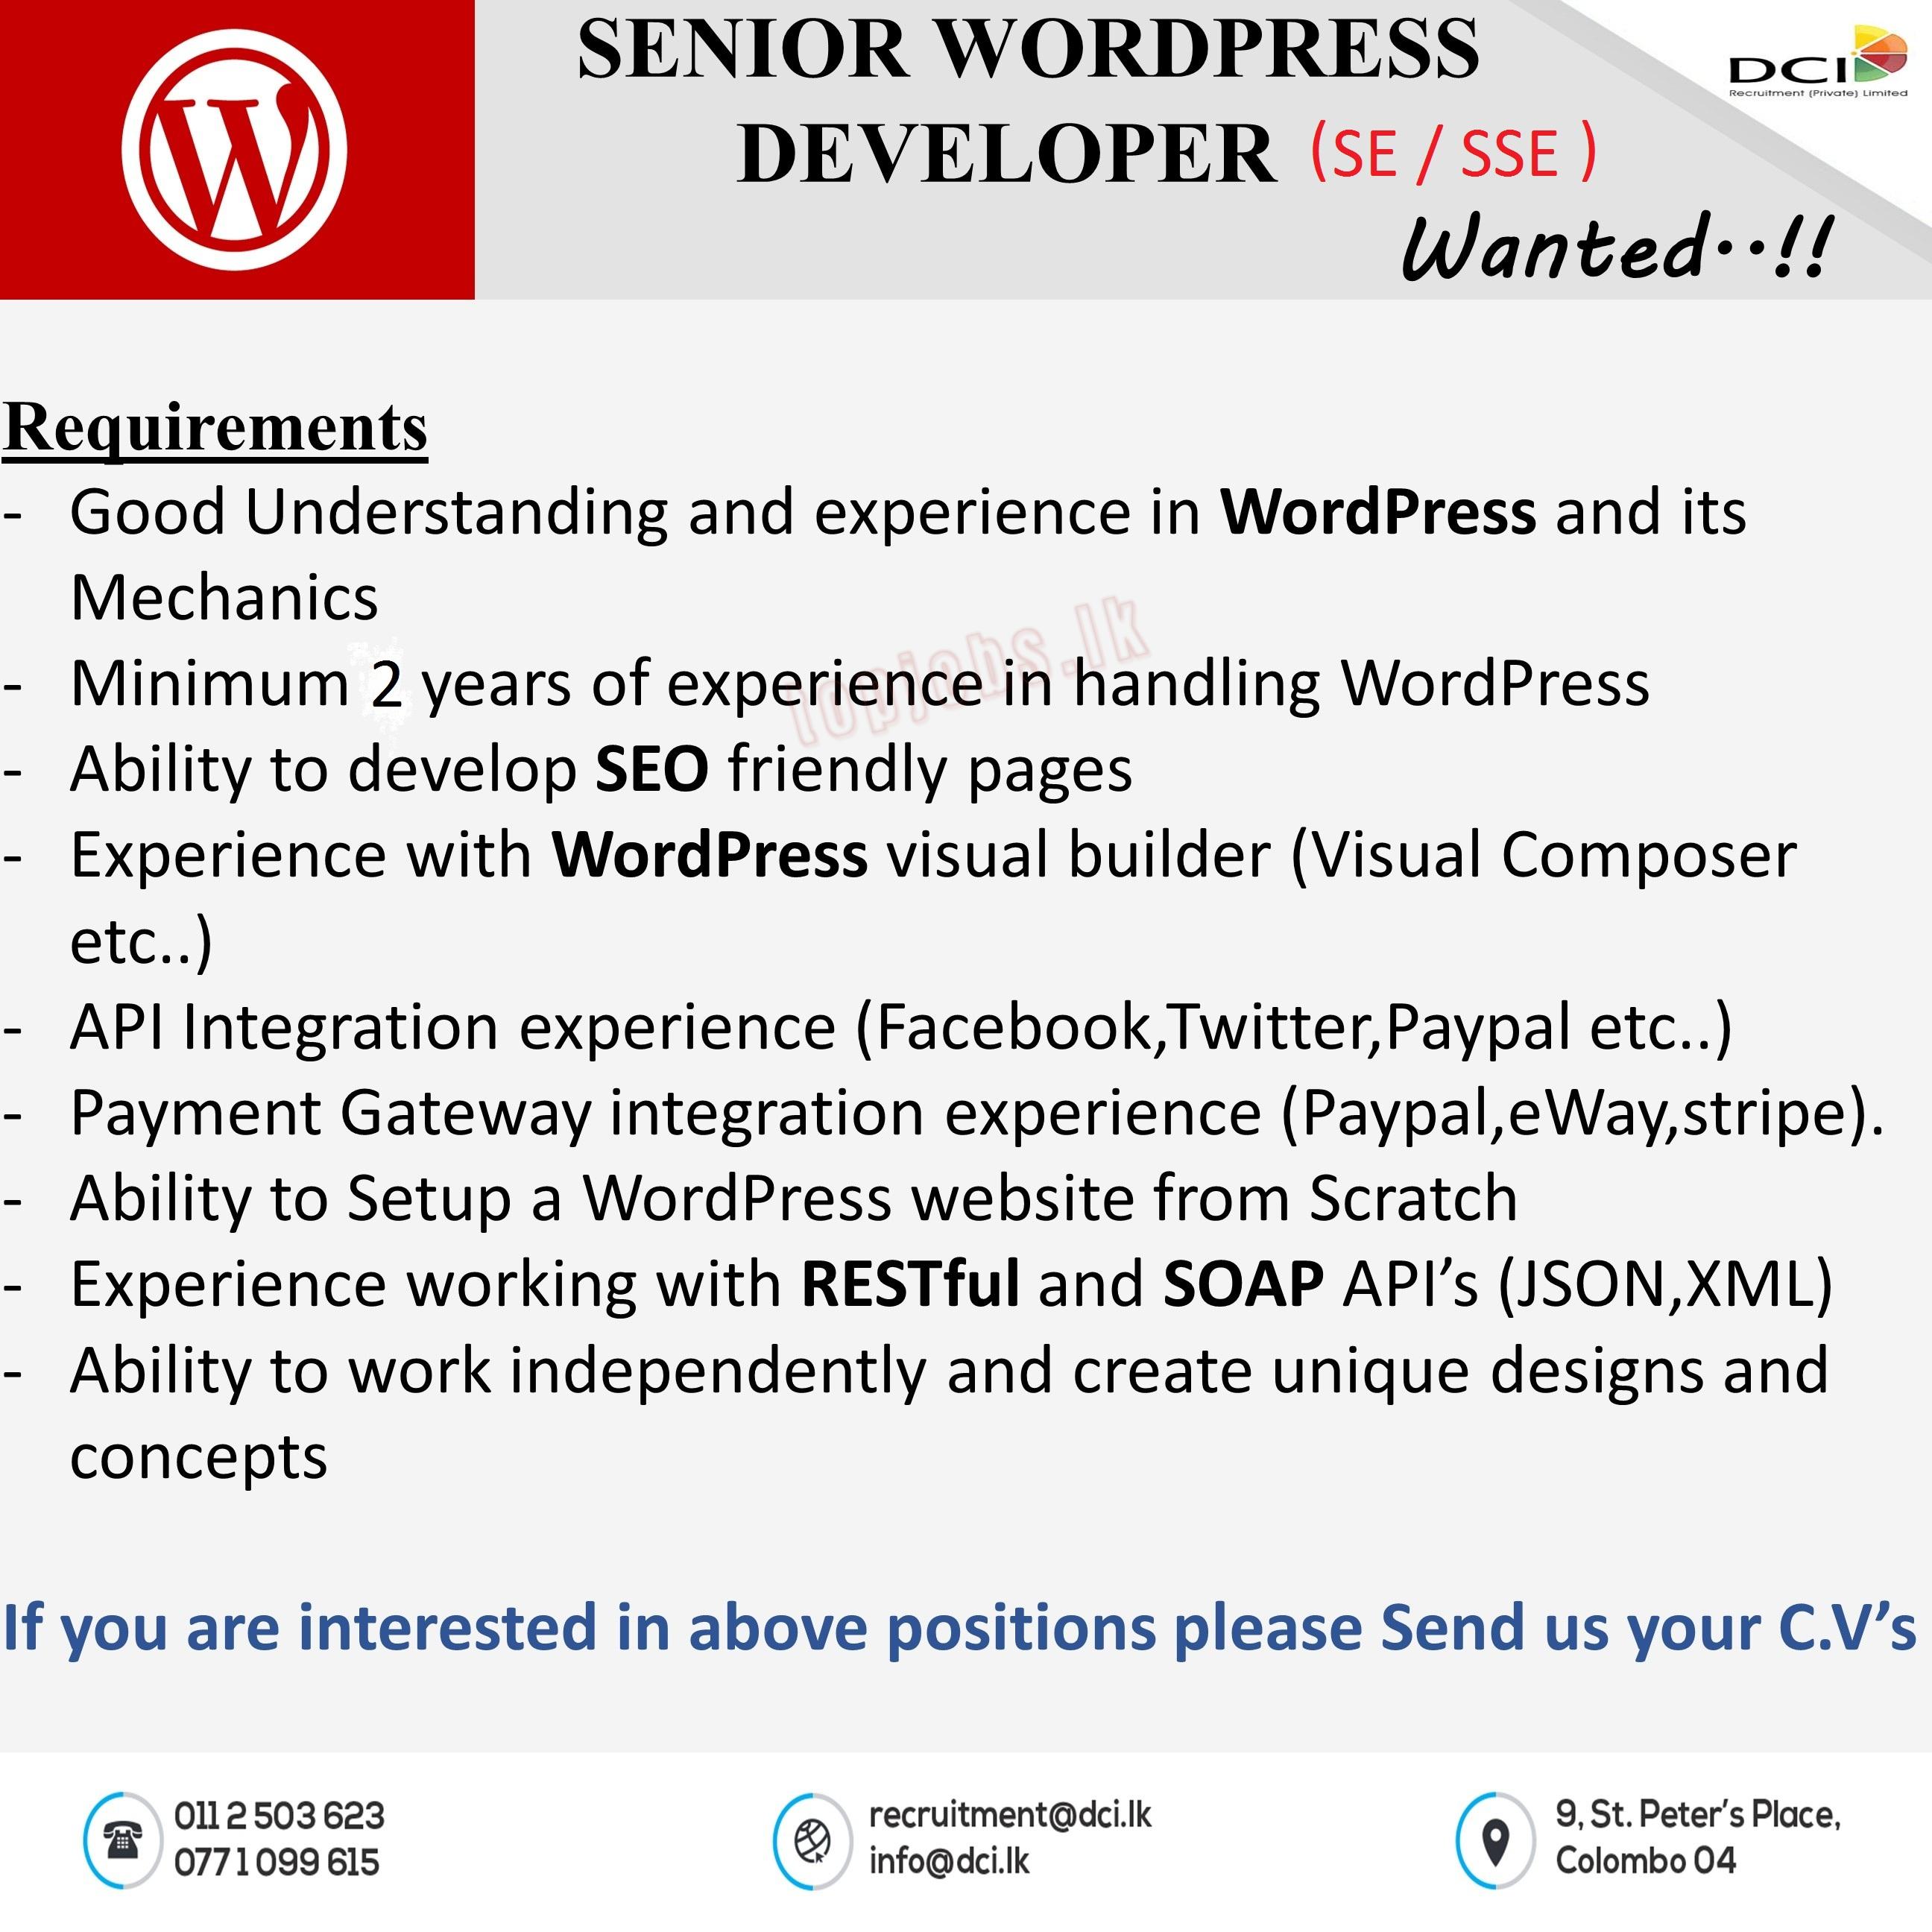 SENIOR WORDPRESS
DEVELOPER (SE / SSE )
Wanted..!!
DCI
Recruitment (Private) Limited
Requirements
- Good Understanding and experience in WordPress and its
Mechanics
- Minimum 2 years of experience in handling WordPress
topjobs.lk
- Ability to develop SEO friendly pages
- Experience with WordPress visual builder (Visual Composer
etc..)
- API Integration experience (Facebook,Twitter,Paypal etc..)
- Payment Gateway integration experience (Paypal,eWay,stripe).
- Ability to Setup a WordPress website from Scratch
- Experience working with RESTful and SOAP API’s (JSON,XML)
- Ability to work independently and create unique designs and
concepts
If you are interested in above positions please Send us your C.V’s
011 2 503 623
077 1 099 615
recruitment@dci.lk
info@dci.lk
9, St. Peter’s Place,
Colombo 04